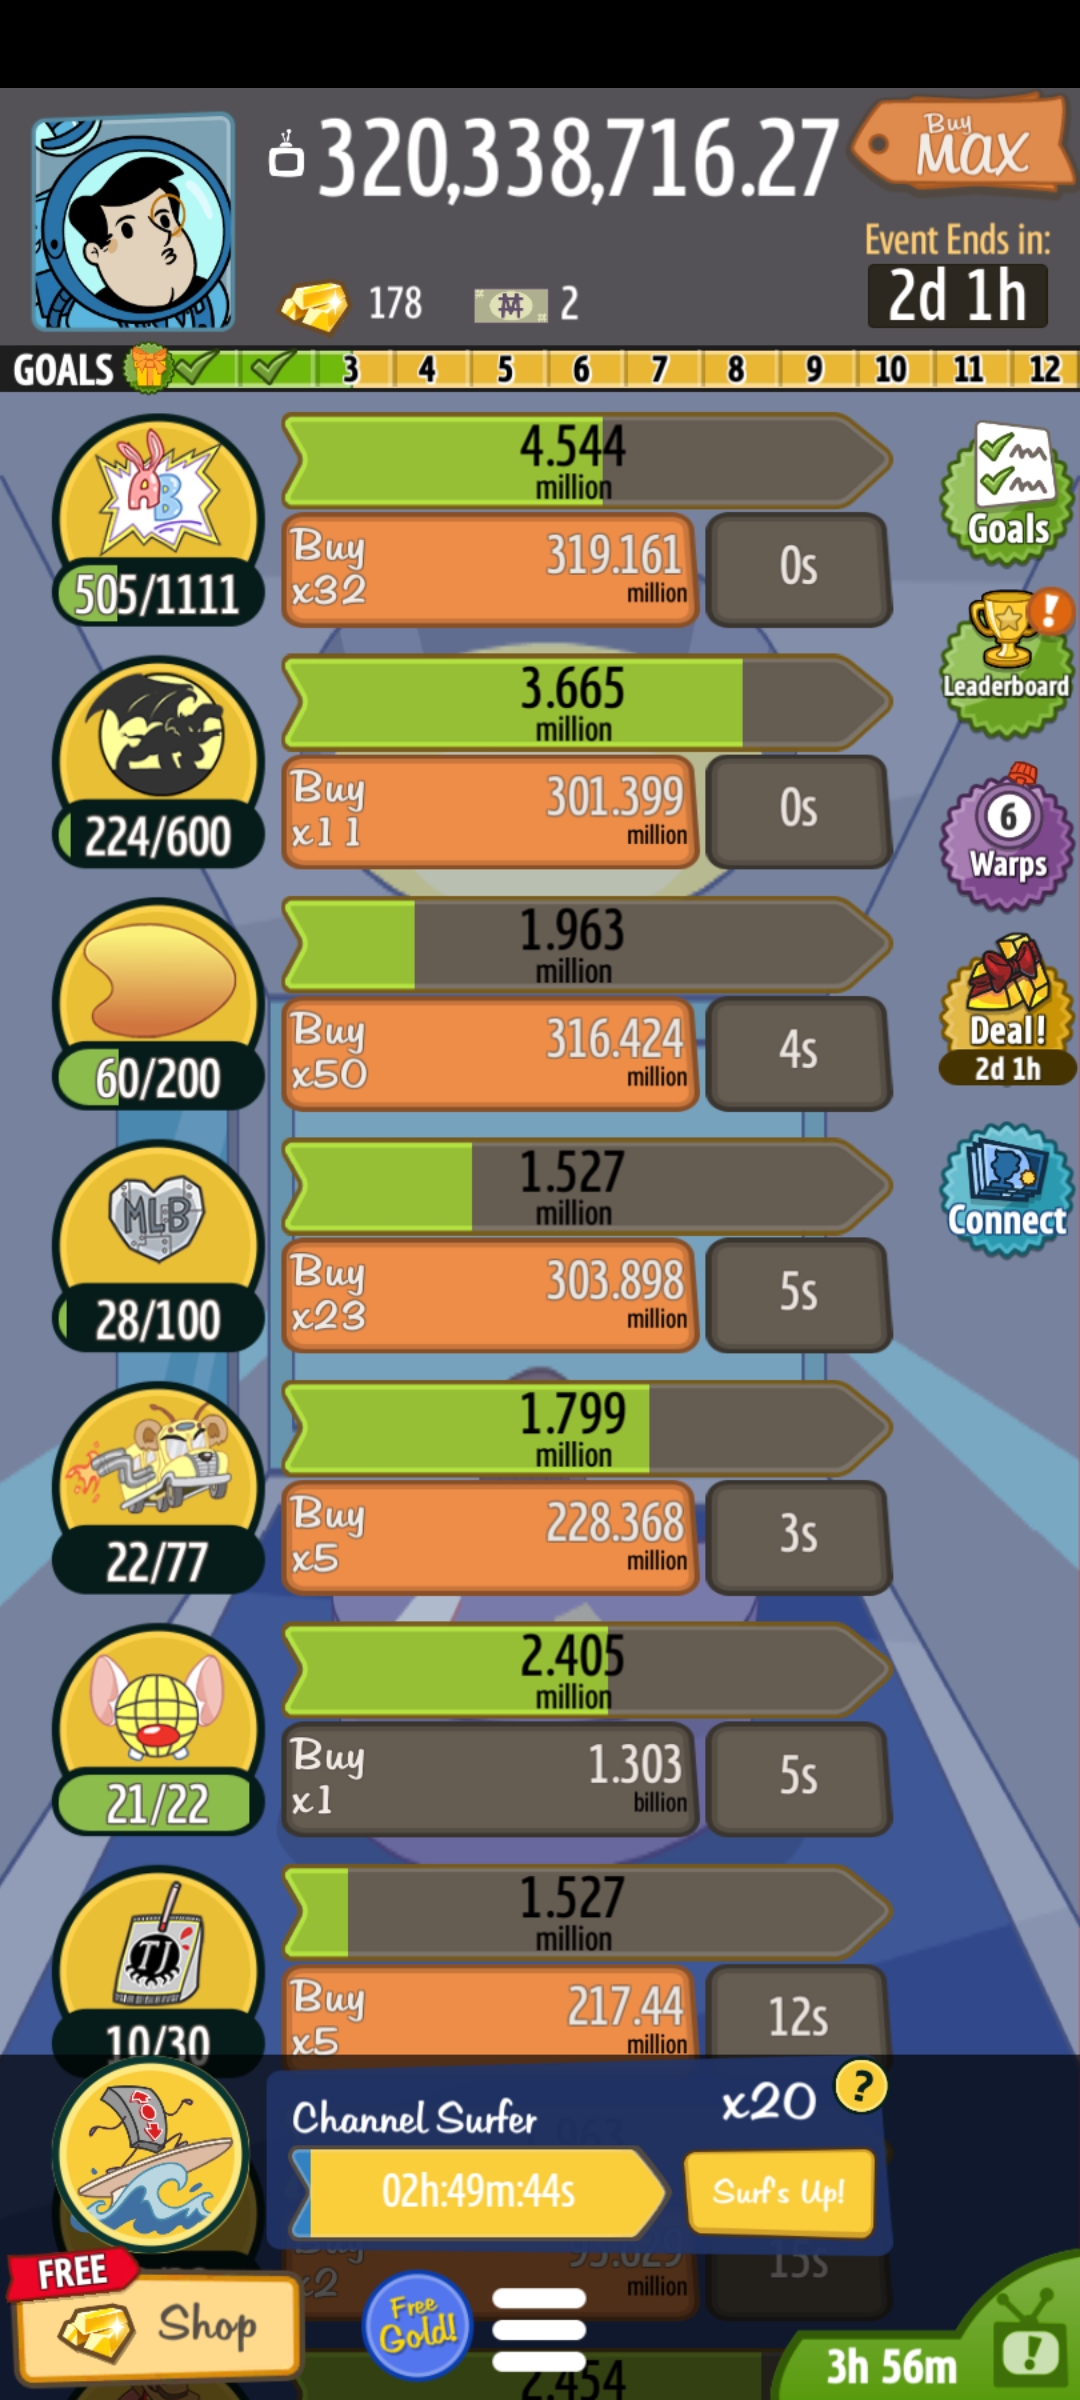 320,338,716.27
Buy
MAX
Event Ends in:
2d 1h
178
2
GOALS 3 4 5 6 7 8 9 10 11 12
AB
4.544
million
505/1111
Buy
x32
319.161
million
0s
Goals
3.665
million
224/600
Buy
x11
301.399
million
0s
!
Leaderboard
1.963
million
60/200
Buy
x50
316.424
million
4s
6
Warps
Deal!
2d 1h
MLB
1.527
million
28/100
Buy
x23
303.898
million
5s
Connect
1.799
million
22/77
Buy
x5
228.368
million
3s
2.405
million
21/22
Buy
x1
1.303
billion
5s
TJ
1.527
million
10/30
Buy
x5
217.44
million
12s
Channel Surfer
x20
?
02h:49m:44s
Surf's Up!
Buy
x2
million
15s
FREE
Shop
Free
Gold!
2.454
3h 56m
!